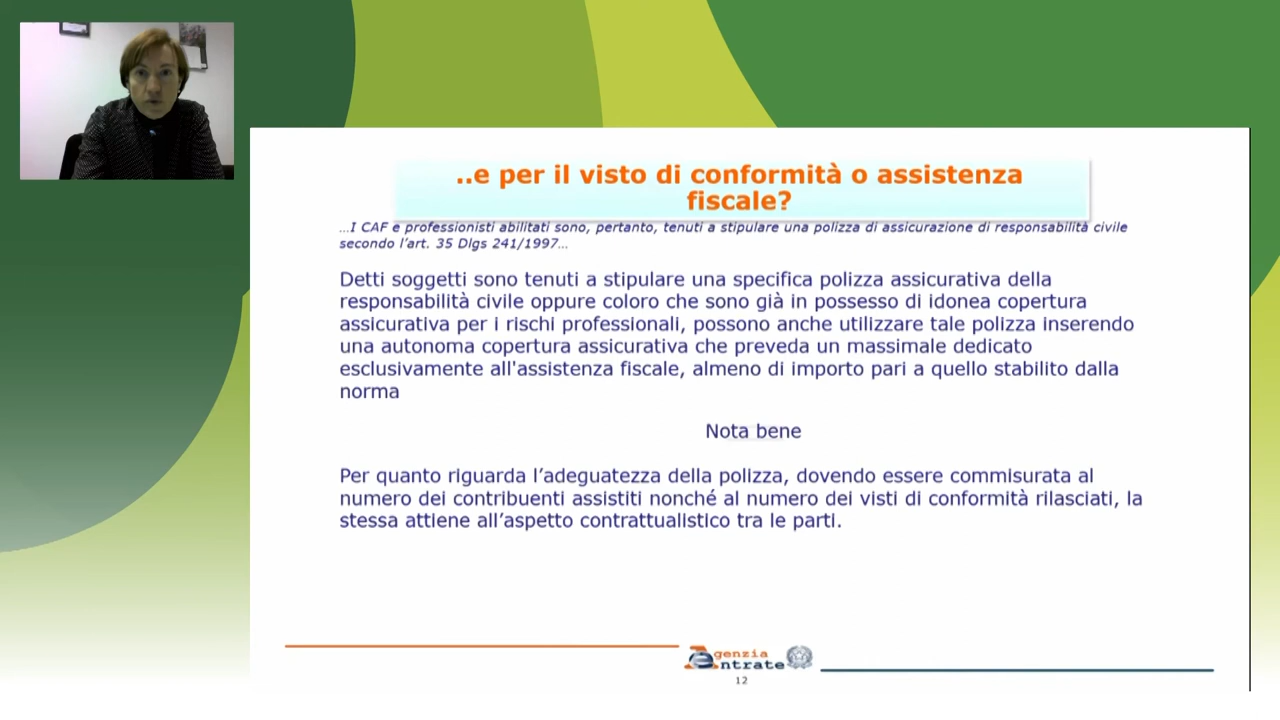 ..e per il visto di conformità o assistenza
fiscale?
...I CAF e professionisti abilitati sono, pertanto, tenuti a stipulare una polizza di assicurazione di responsabilità civile
secondo l'art. 35 Dlgs 241/1997...
Detti soggetti sono tenuti a stipulare una specifica polizza assicurativa della
responsabilità civile oppure coloro che sono già in possesso di idonea copertura
assicurativa per i rischi professionali, possono anche utilizzare tale polizza inserendo
una autonoma copertura assicurativa che preveda un massimale dedicato
esclusivamente all'assistenza fiscale, almeno di importo pari a quello stabilito dalla
norma
Nota bene
Per quanto riguarda l’adeguatezza della polizza, dovendo essere commisurata al
numero dei contribuenti assistiti nonché al numero dei visti di conformità rilasciati, la
stessa attiene all’aspetto contrattualistico tra le parti.
Agenzia
Entrate
12